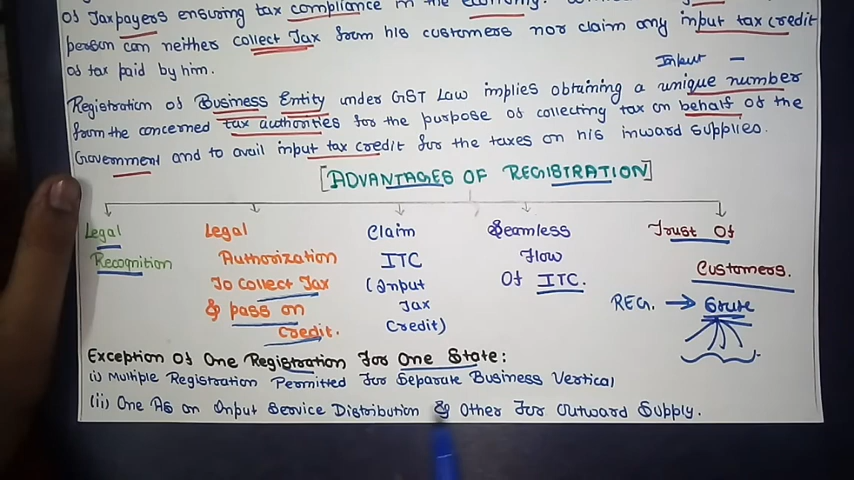 of Taxpayers ensuring tax compliance in the economy.
person can neither collect Tax from his customers nor claim any input tax credit
of tax paid by him.
Input -
Registration of Business Entity under GST Law implies obtaining a unique number
from the concerned tax authorities for the purpose of collecting tax on behalf of the
Government and to avail input tax credit for the taxes on his inward supplies.
[ADVANTAGES OF REGISTRATION]
Legal
Recognition
Legal
Authorization
To collect Tax
& pass on
credit.
Claim
ITC
(Input
Tax
Credit)
Seamless
Flow
Of ITC.
Trust Of
Customers.
REG. →
Exception Of One Registration For One State:
(i) Multiple Registration Permitted For Separate Business Vertical
(ii) One As an Input Service Distribution & Other For Outward Supply.